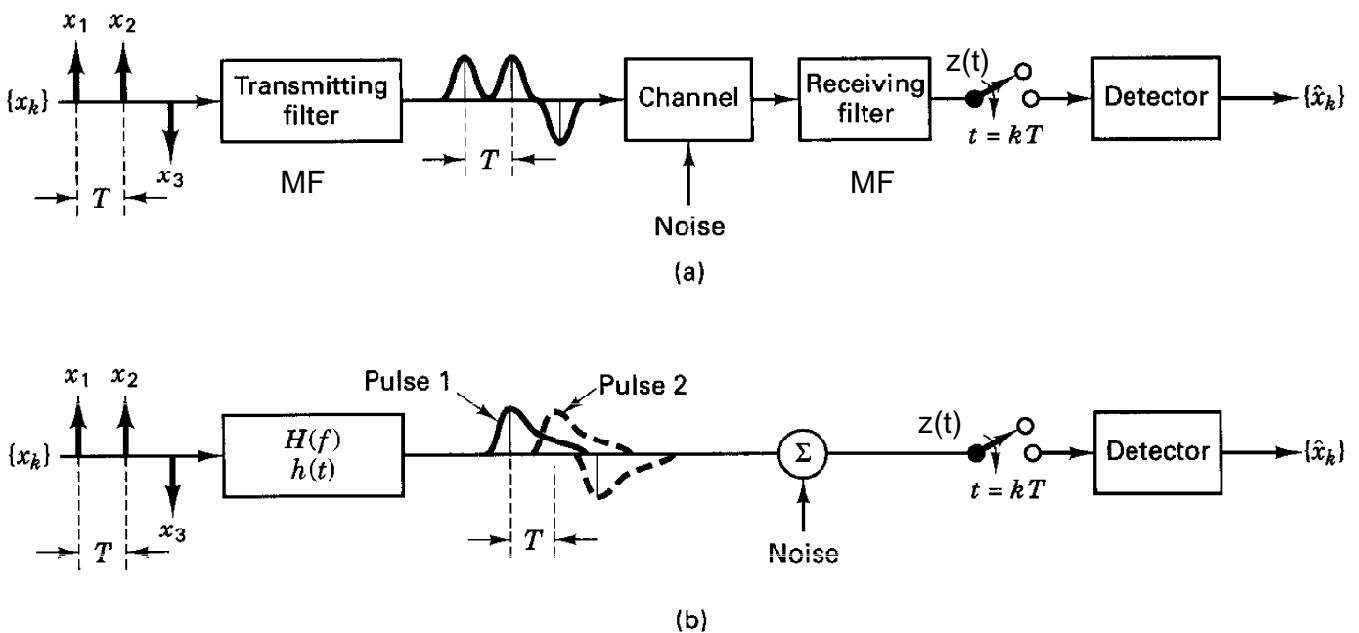 x₁ x₂
{xₖ}
x₃
T
Transmitting
filter
MF
T
Channel
Noise
Receiving
filter
MF
z(t)
t = kT
Detector
{x̂ₖ}
(a)
x₁ x₂
{xₖ}
x₃
T
H(f)
h(t)
Pulse 1
Pulse 2
T
Σ
Noise
z(t)
t = kT
Detector
{x̂ₖ}
(b)